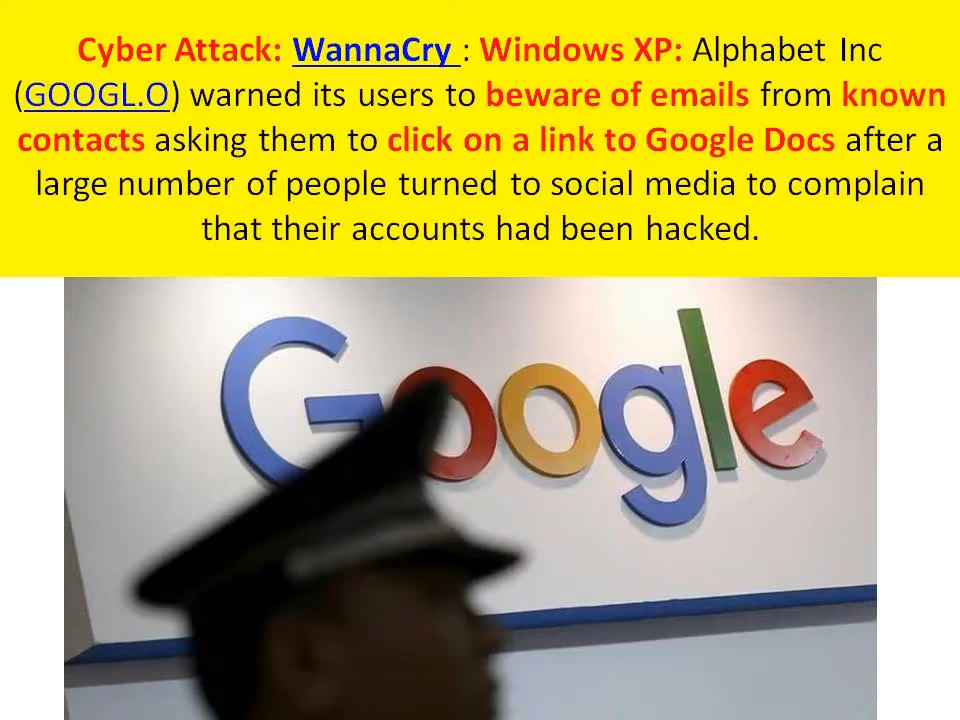 Cyber Attack: WannaCry : Windows XP: Alphabet Inc
(GOOGL.O) warned its users to beware of emails from known
contacts asking them to click on a link to Google Docs after a
large number of people turned to social media to complain
that their accounts had been hacked.
Google